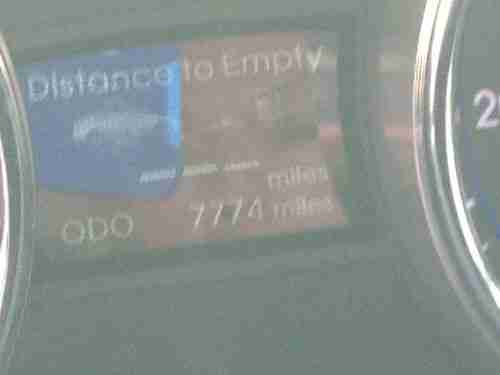 Distance to Empty
--- miles
ODO 7774 miles